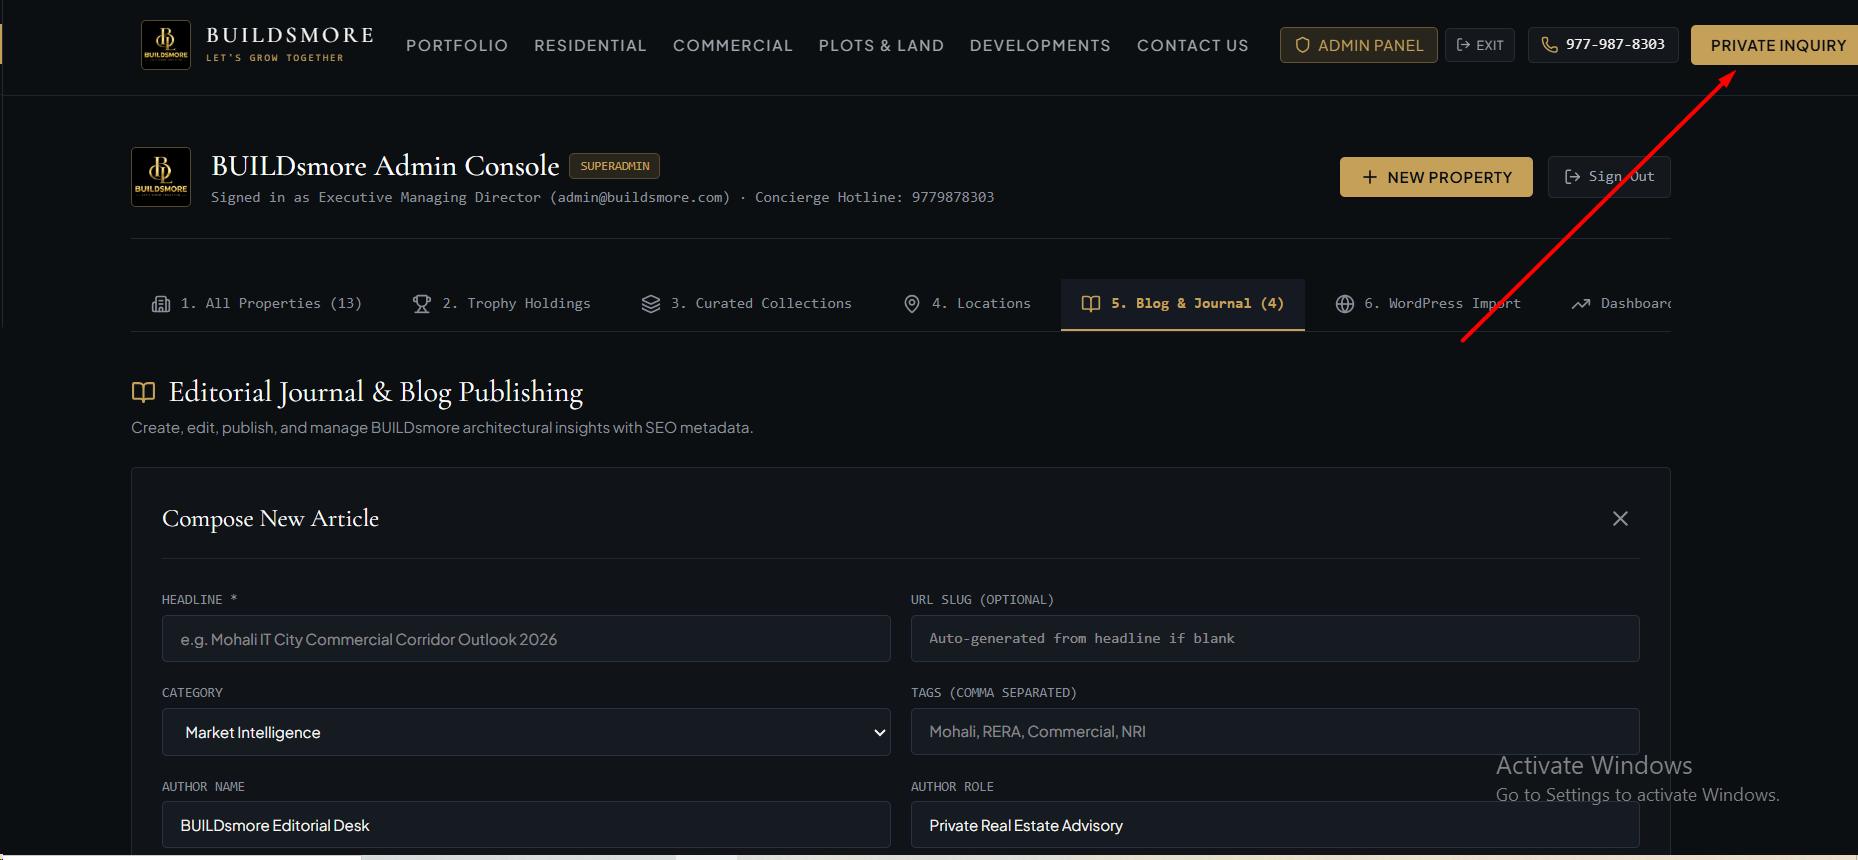 BUILDSMORE
LET'S GROW TOGETHER
BUILDSMORE
PORTFOLIO RESIDENTIAL COMMERCIAL PLOTS & LAND DEVELOPMENTS CONTACT US
ADMIN PANEL EXIT 977-987-8303 PRIVATE INQUIRY
BUILDSMORE
BUILDsmore Admin Console SUPERADMIN
Signed in as Executive Managing Director (admin@buildsmore.com) · Concierge Hotline: 9779878303
NEW PROPERTY Sign Out
1. All Properties (13) 2. Trophy Holdings 3. Curated Collections 4. Locations 5. Blog & Journal (4) 6. WordPress Import Dashboard
Editorial Journal & Blog Publishing
Create, edit, publish, and manage BUILDsmore architectural insights with SEO metadata.
Compose New Article
HEADLINE * URL SLUG (OPTIONAL)
e.g. Mohali IT City Commercial Corridor Outlook 2026 Auto-generated from headline if blank
CATEGORY TAGS (COMMA SEPARATED)
Market Intelligence Mohali, RERA, Commercial, NRI
Activate Windows
Go to Settings to activate Windows.
AUTHOR NAME AUTHOR ROLE
BUILDsmore Editorial Desk Private Real Estate Advisory